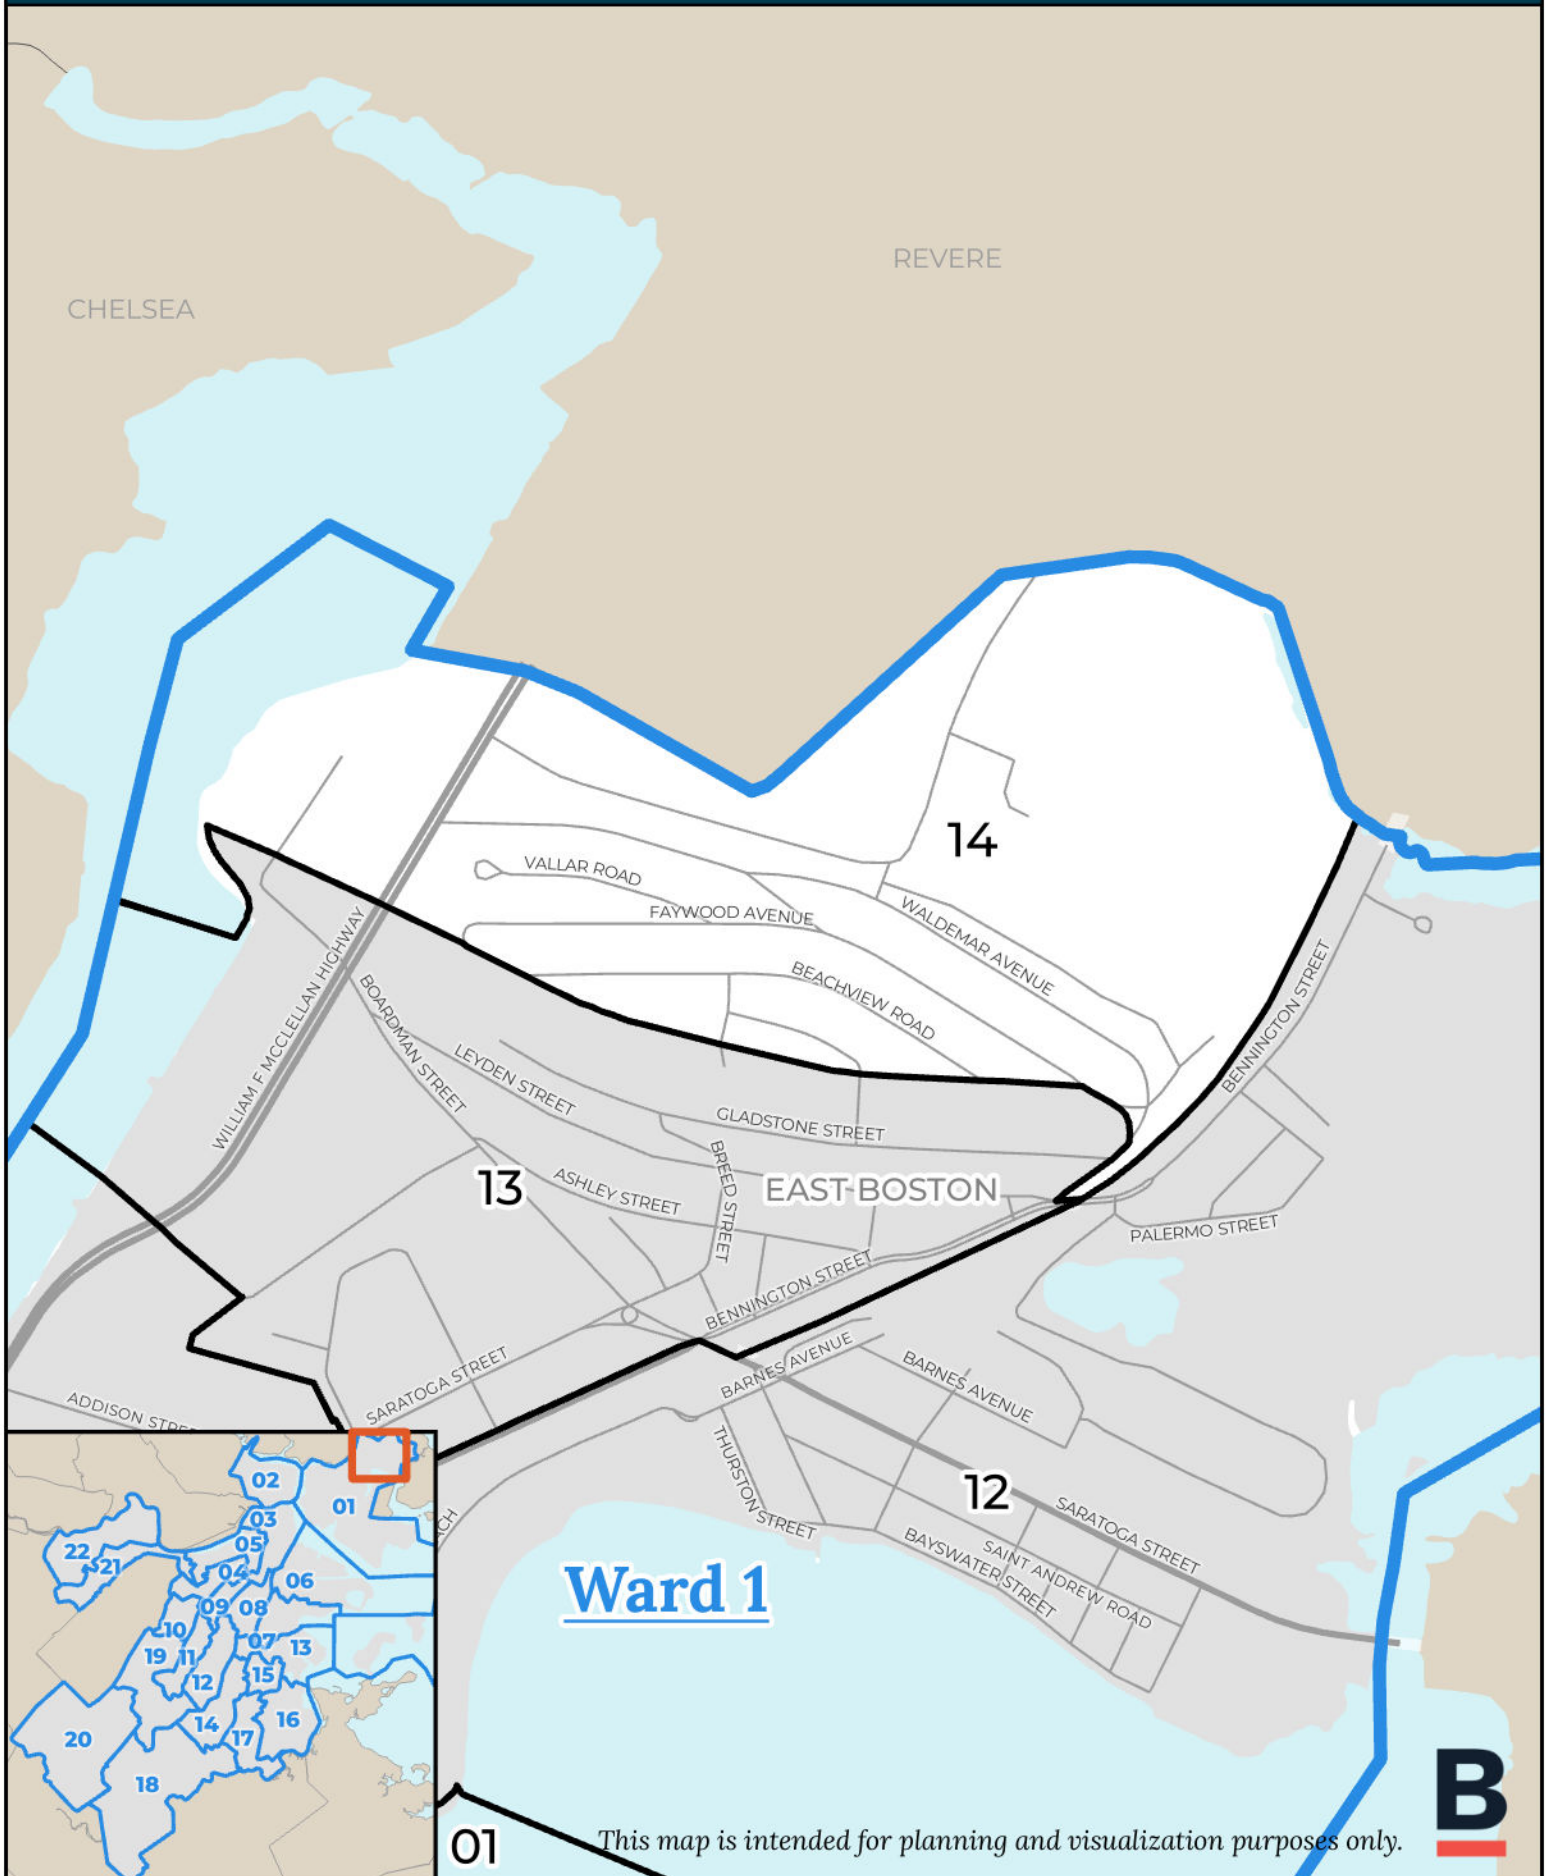 REVERE
CHELSEA
14
VALLAR ROAD
FAYWOOD AVENUE
WALDEMAR AVENUE
BEACHVIEW ROAD
BENNINGTON STREET
WILLIAM F MCCLELLAN HIGHWAY
BOARDMAN STREET
LEYDEN STREET
GLADSTONE STREET
BREED STREET
13
ASHLEY STREET
EAST BOSTON
PALERMO STREET
BENNINGTON STREET
BARNES AVENUE
BARNES AVENUE
SARATOGA STREET
ADDISON STRE
THURSTON STREET
12
SARATOGA STREET
SAINT ANDREW ROAD
BAYSWATER STREET
ACH
Ward 1
02
01
03
05
22
21
04
06
09
08
10
07
13
19
11
12
15
14
16
17
20
18
B
01
This map is intended for planning and visualization purposes only.